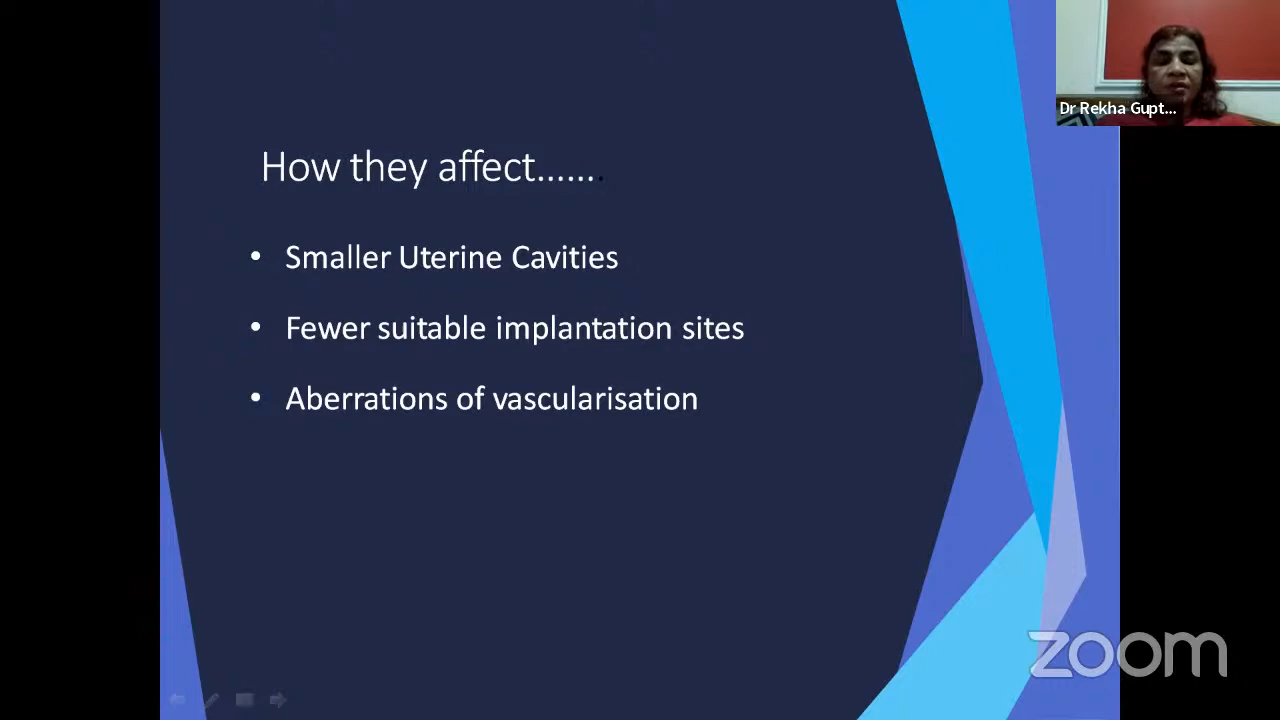 Dr Rekha Gupt...
How they affect.......
• Smaller Uterine Cavities
• Fewer suitable implantation sites
• Aberrations of vascularisation
zoom